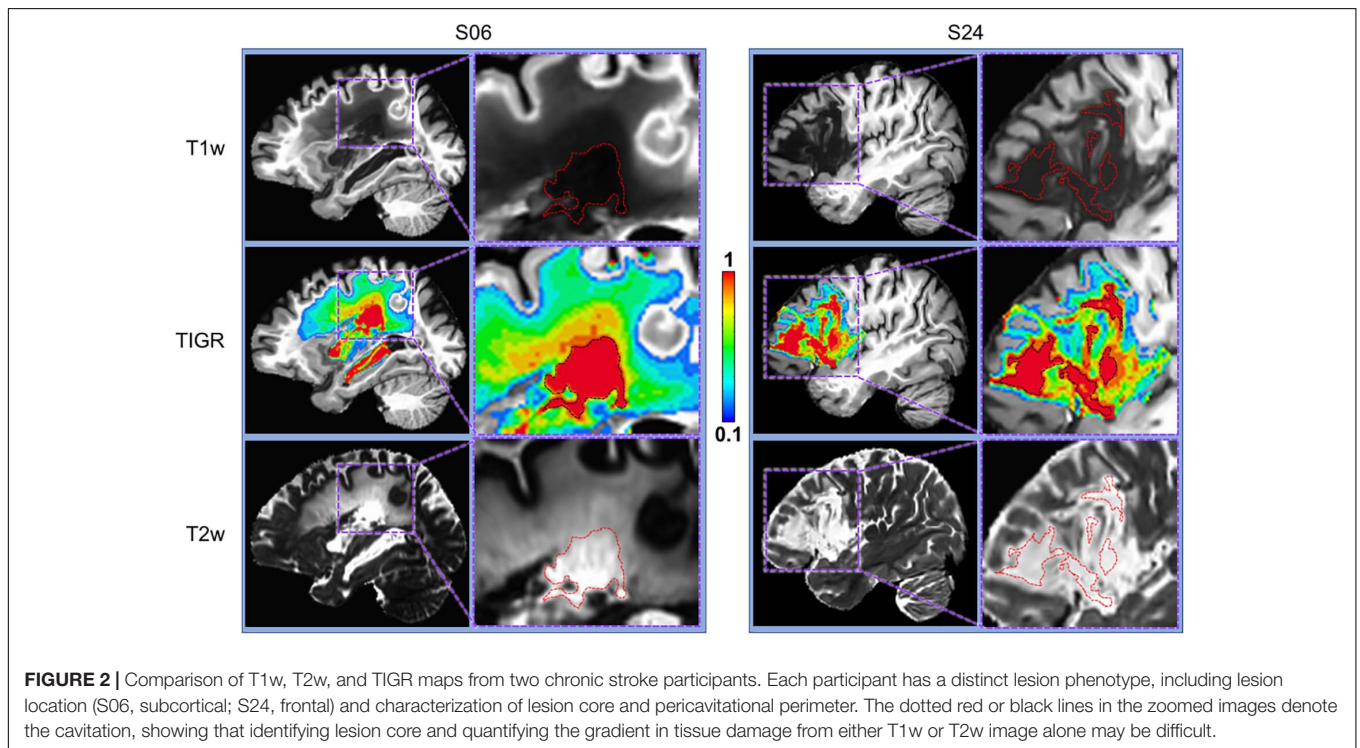 S06
S24
T1w
TIGR
1
0.1
T2w
FIGURE 2 | Comparison of T1w, T2w, and TIGR maps from two chronic stroke participants. Each participant has a distinct lesion phenotype, including lesion
location (S06, subcortical; S24, frontal) and characterization of lesion core and pericavitational perimeter. The dotted red or black lines in the zoomed images denote
the cavitation, showing that identifying lesion core and quantifying the gradient in tissue damage from either T1w or T2w image alone may be difficult.